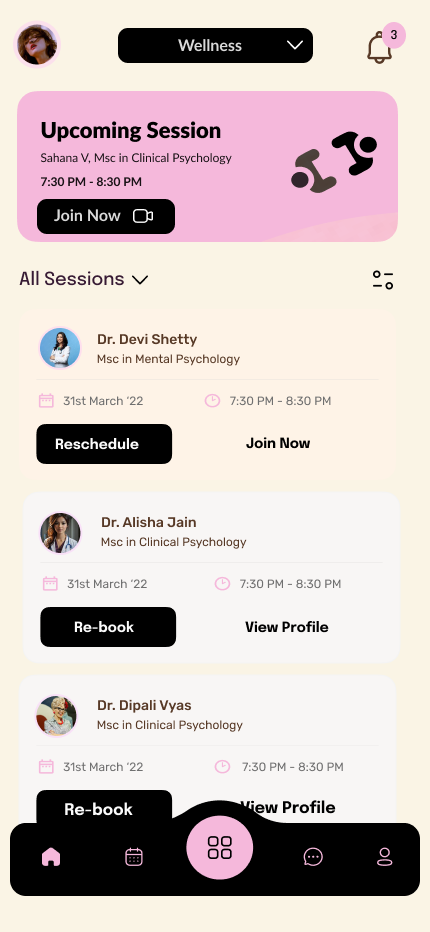 Wellness
3
Upcoming Session
Sahana V, Msc in Clinical Psychology
7:30 PM - 8:30 PM
Join Now
All Sessions
Dr. Devi Shetty
Msc in Mental Psychology
31st March ‘22 7:30 PM - 8:30 PM
Reschedule Join Now
Dr. Alisha Jain
Msc in Clinical Psychology
31st March ‘22 7:30 PM - 8:30 PM
Re-book View Profile
Dr. Dipali Vyas
Msc in Clinical Psychology
31st March ‘22 7:30 PM - 8:30 PM
Re-book View Profile